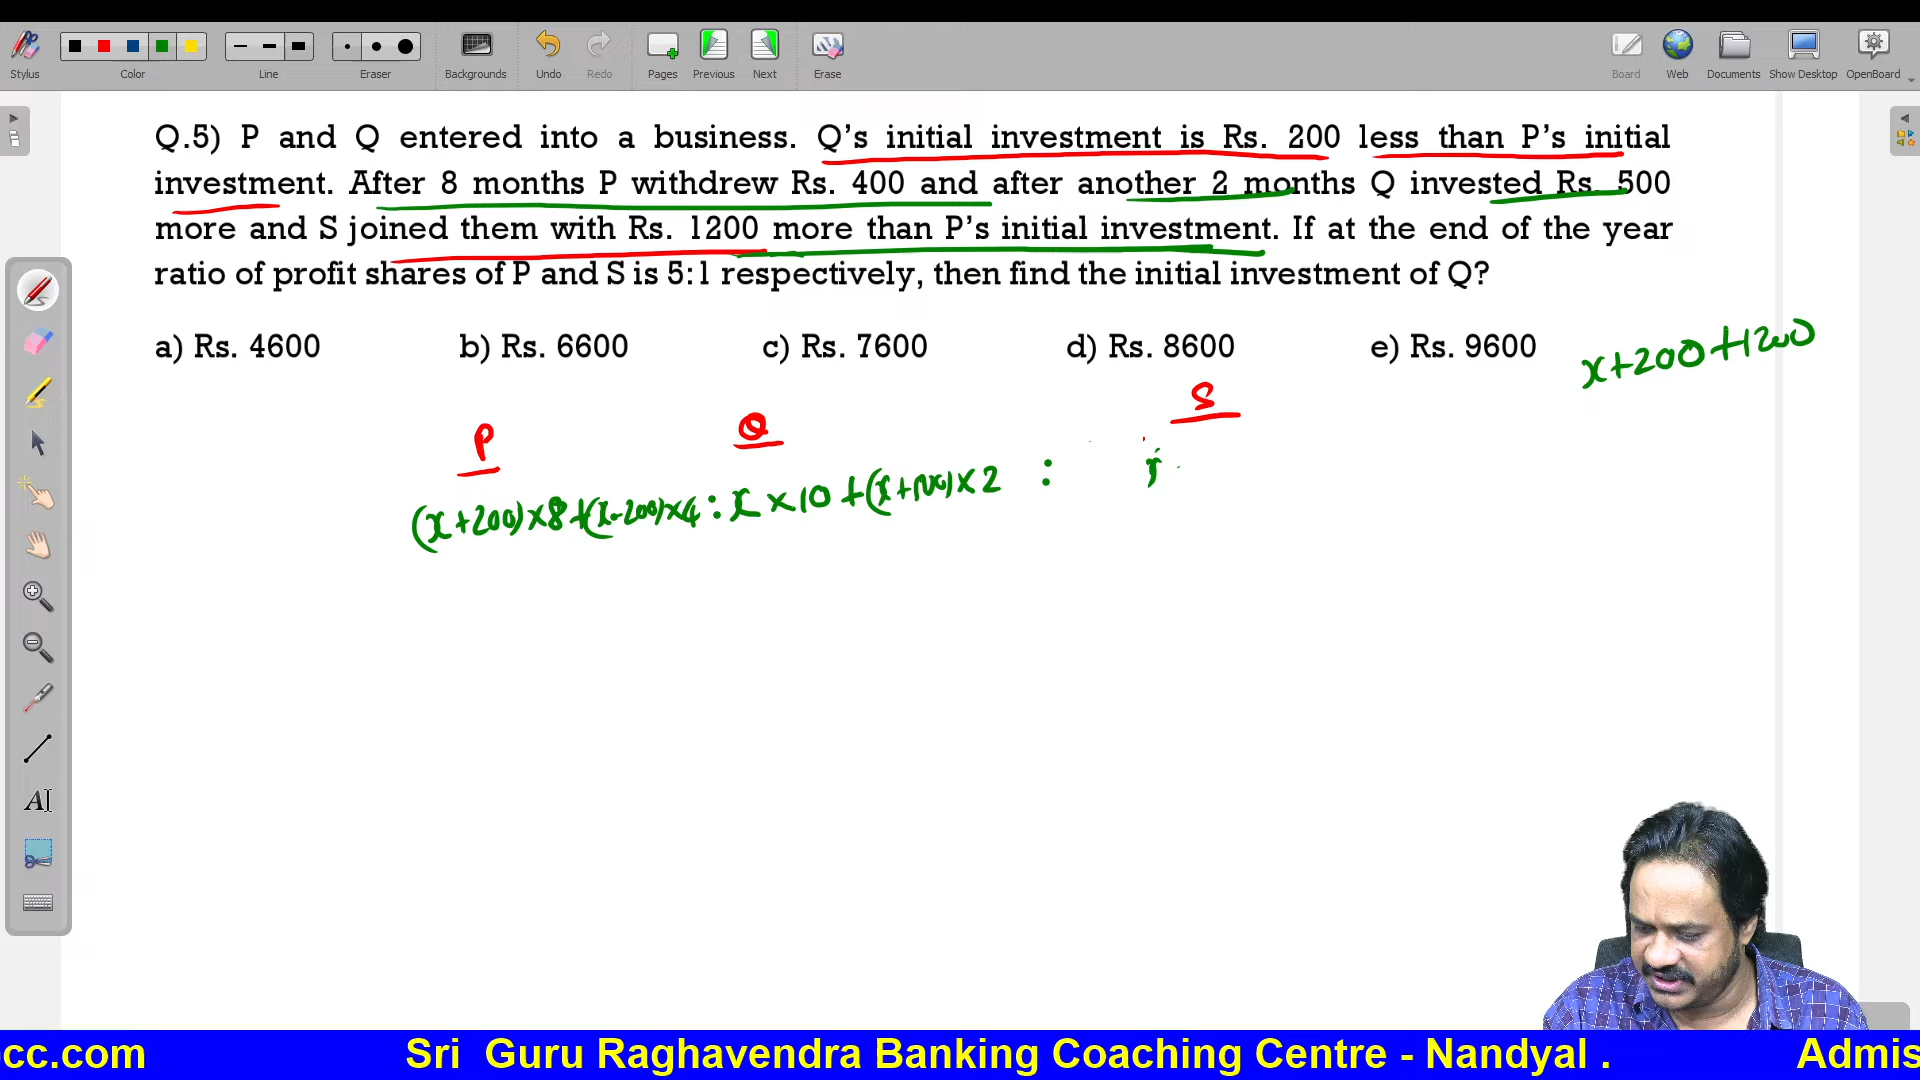 Stylus
Color
Line
Eraser
Backgrounds
Undo
Redo
Pages
Previous
Next
Erase
Board
Web
Documents
Show Desktop
OpenBoard
Q.5) P and Q entered into a business. Q’s initial investment is Rs. 200 less than P’s initial
investment. After 8 months P withdrew Rs. 400 and after another 2 months Q invested Rs. 500
more and S joined them with Rs. 1200 more than P’s initial investment. If at the end of the year
ratio of profit shares of P and S is 5:1 respectively, then find the initial investment of Q?
a) Rs. 4600 b) Rs. 6600 c) Rs. 7600 d) Rs. 8600 e) Rs. 9600
x+200+1200
P Q S
(x+200)×8+(x-200)×4 : x×10+(x+500)×2 :
cc.com Sri Guru Raghavendra Banking Coaching Centre - Nandyal . Admis